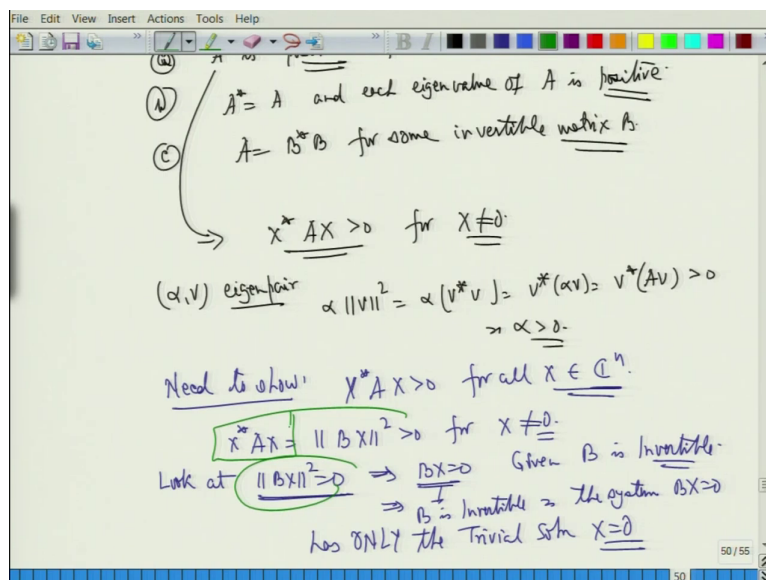 File Edit View Insert Actions Tools Help
(a) A is
(b) A* = A and each eigenvalue of A is positive.
(c) A = B*B for some invertible matrix B.
⇒ x* Ax > 0 for x ≠ 0.
(α, v) eigenpair α ||v||² = α (v* v) = v* (αv) = v* (Av) > 0
⇒ α > 0.
Need to show: x* A x > 0 for all x ∈ ℂⁿ.
x* Ax = || Bx ||² > 0 for x ≠ 0.
Look at || Bx ||² = 0 ⇒ Bx = 0 Given B is Invertible.
⇒ B is Invertible ⇒ the system Bx = 0
has ONLY the Trivial soln x = 0
50 / 55
50